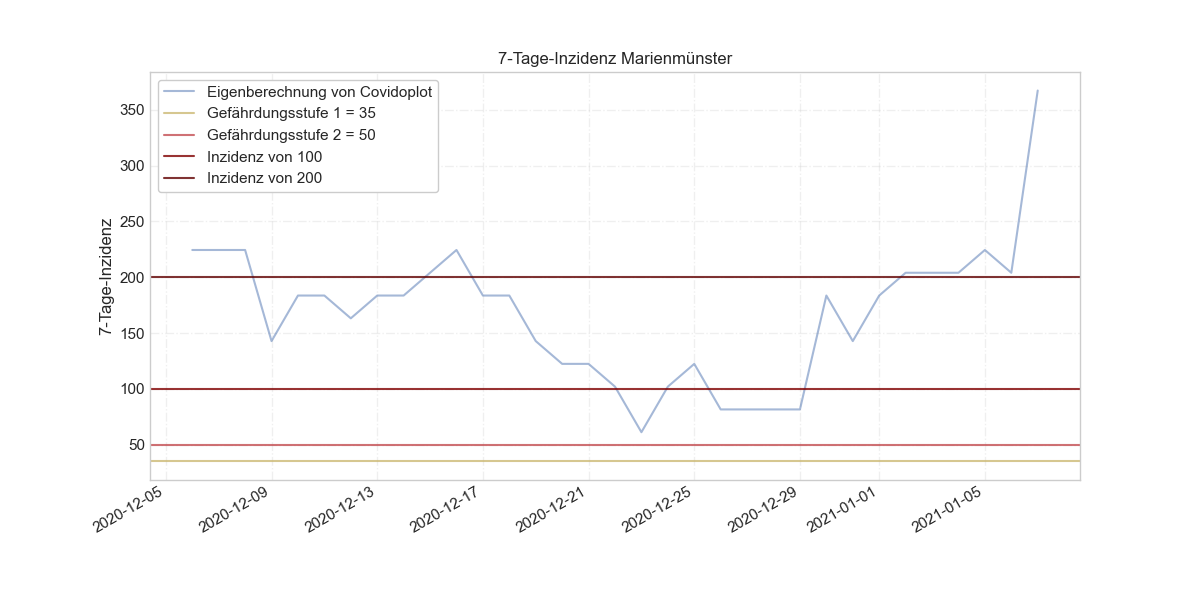 7-Tage-Inzidenz Marienmünster
Eigenberechnung von Covidoplot
Gefährdungsstufe 1 = 35
Gefährdungsstufe 2 = 50
Inzidenz von 100
Inzidenz von 200
7-Tage-Inzidenz
350
300
250
200
150
100
50
2020-12-05
2020-12-09
2020-12-13
2020-12-17
2020-12-21
2020-12-25
2020-12-29
2021-01-01
2021-01-05